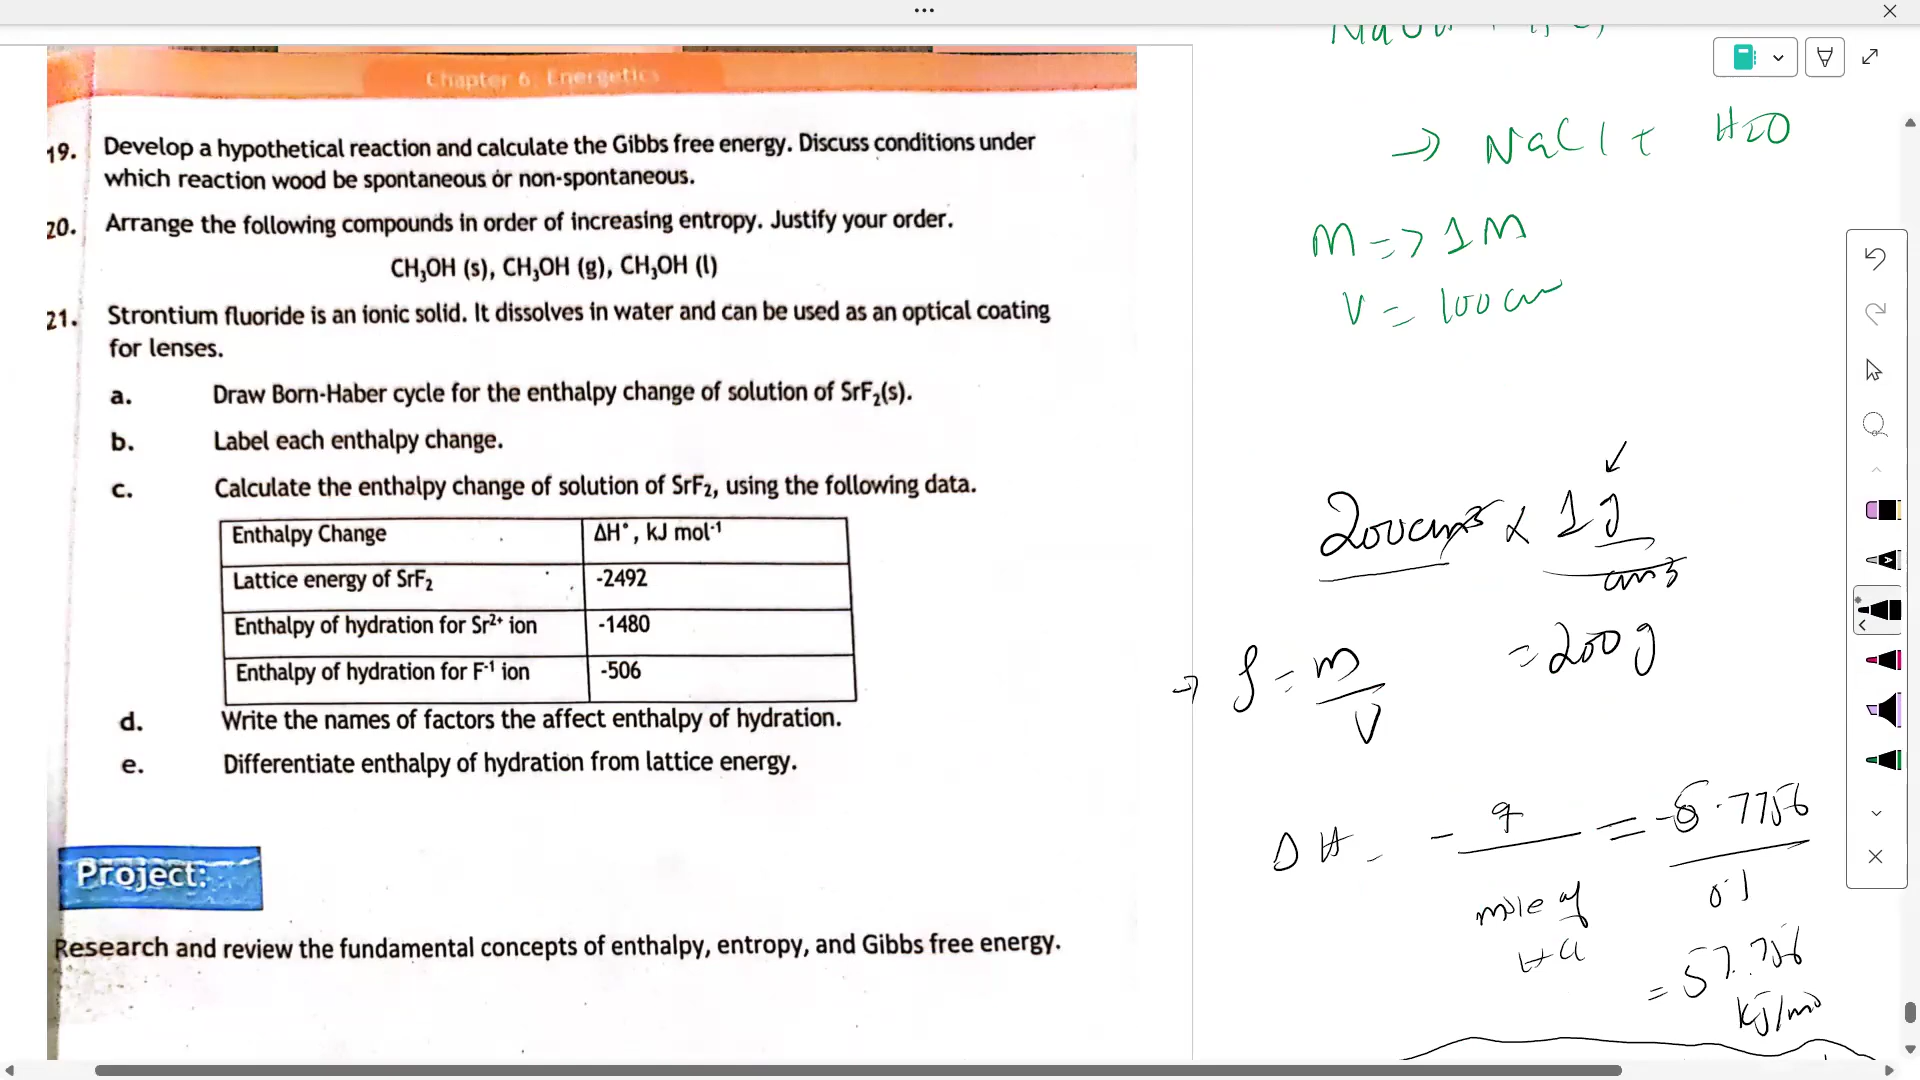 Chapter 6: Energetics
19. Develop a hypothetical reaction and calculate the Gibbs free energy. Discuss conditions under
which reaction wood be spontaneous or non-spontaneous.
20. Arrange the following compounds in order of increasing entropy. Justify your order.
CH₃OH (s), CH₃OH (g), CH₃OH (l)
21. Strontium fluoride is an ionic solid. It dissolves in water and can be used as an optical coating
for lenses.
a. Draw Born-Haber cycle for the enthalpy change of solution of SrF₂(s).
b. Label each enthalpy change.
c. Calculate the enthalpy change of solution of SrF₂, using the following data.
Enthalpy Change ΔH°, kJ mol⁻¹
Lattice energy of SrF₂ -2492
Enthalpy of hydration for Sr²⁺ ion -1480
Enthalpy of hydration for F⁻¹ ion -506
d. Write the names of factors the affect enthalpy of hydration.
e. Differentiate enthalpy of hydration from lattice energy.
Project:
Research and review the fundamental concepts of enthalpy, entropy, and Gibbs free energy.
→ NaCl + H2O
M => 1M
V = 100 cm
200cm³ × 1g
cm³
= 200g
→ ρ = m
V
ΔH = - q = -5.7756
mole of 0.1
HCl
= 57.756
kJ/mo